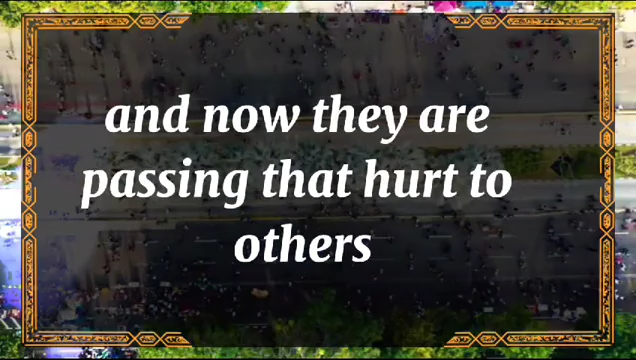 and now they are
passing that hurt to
others